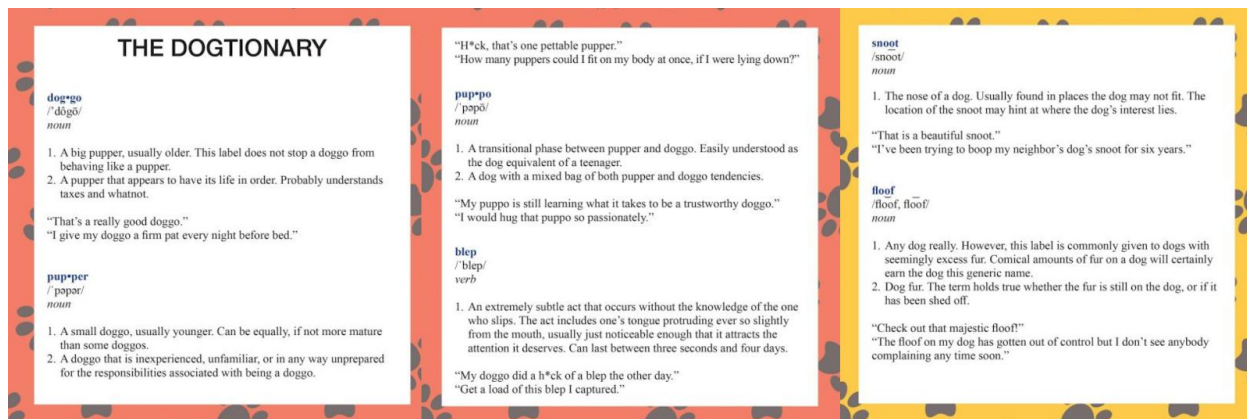 THE DOGTIONARY
dog•go
/ˈdôgō/
noun
1. A big pupper, usually older. This label does not stop a doggo from
behaving like a pupper.
2. A pupper that appears to have its life in order. Probably understands
taxes and whatnot.
“That’s a really good doggo.”
“I give my doggo a firm pat every night before bed.”
pup•per
/ˈpəpər/
noun
1. A small doggo, usually younger. Can be equally, if not more mature
than some doggos.
2. A doggo that is inexperienced, unfamiliar, or in any way unprepared
for the responsibilities associated with being a doggo.
“H*ck, that’s one pettable pupper.”
“How many puppers could I fit on my body at once, if I were lying down?”
pup•po
/ˈpəpō/
noun
1. A transitional phase between pupper and doggo. Easily understood as
the dog equivalent of a teenager.
2. A dog with a mixed bag of both pupper and doggo tendencies.
“My puppo is still learning what it takes to be a trustworthy doggo.”
“I would hug that puppo so passionately.”
blep
/ˈblep/
verb
1. An extremely subtle act that occurs without the knowledge of the one
who slips. The act includes one’s tongue protruding ever so slightly
from the mouth, usually just noticeable enough that it attracts the
attention it deserves. Can last between three seconds and four days.
“My doggo did a h*ck of a blep the other day.”
“Get a load of this blep I captured.”
snoot
/sno͞ot/
noun
1. The nose of a dog. Usually found in places the dog may not fit. The
location of the snoot may hint at where the dog’s interest lies.
“That is a beautiful snoot.”
“I’ve been trying to boop my neighbor’s dog’s snoot for six years.”
floof
/flo͝of, flo͞of/
noun
1. Any dog really. However, this label is commonly given to dogs with
seemingly excess fur. Comical amounts of fur on a dog will certainly
earn the dog this generic name.
2. Dog fur. The term holds true whether the fur is still on the dog, or if it
has been shed off.
“Check out that majestic floof!”
“The floof on my dog has gotten out of control but I don’t see anybody
complaining any time soon.”